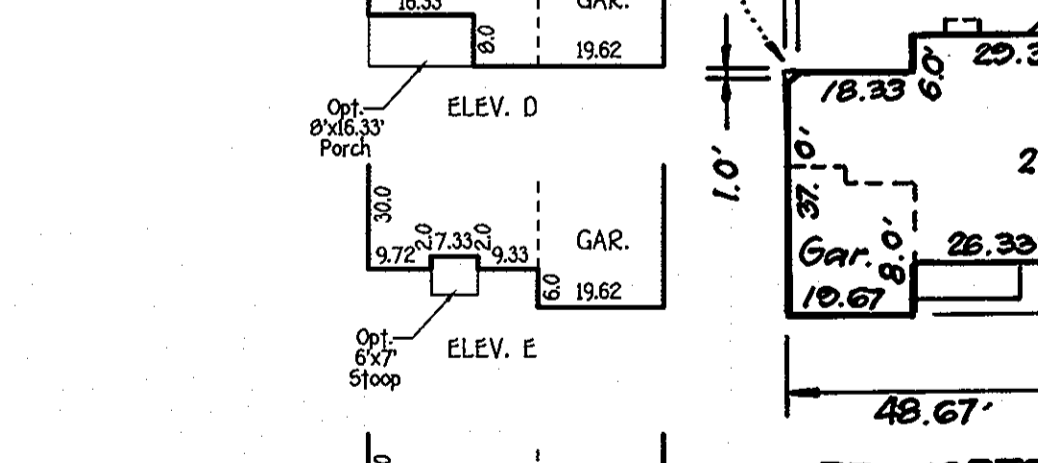 16.33
8.0
GAR.
19.62
Opt.
8'x16.33'
Porch
ELEV. D
30.0
9.72
2.0
7.33
2.0
9.33
GAR.
6.0
19.62
Opt.
6'x7'
Stoop
ELEV. E
1.0'
18.33
6.0'
29.3
37.0'
2
Gar.
8.0'
26.33
19.67
48.67'